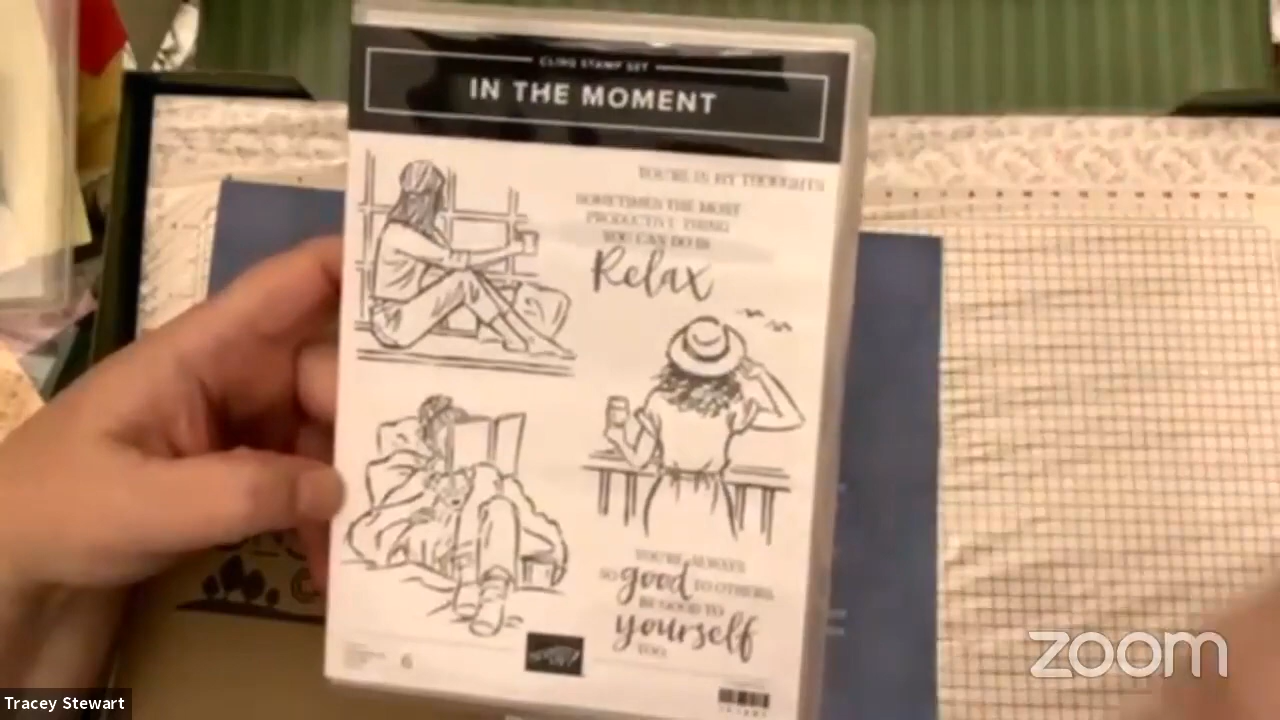 CLING STAMP SET
IN THE MOMENT
YOU'RE IN MY THOUGHTS
SOMETIMES THE MOST
PRODUCTIVE THING
YOU CAN DO IS
Relax
YOU'RE ALWAYS
SO good TO OTHERS,
BE GOOD TO
yourself
TOO.
6
zoom
Tracey Stewart